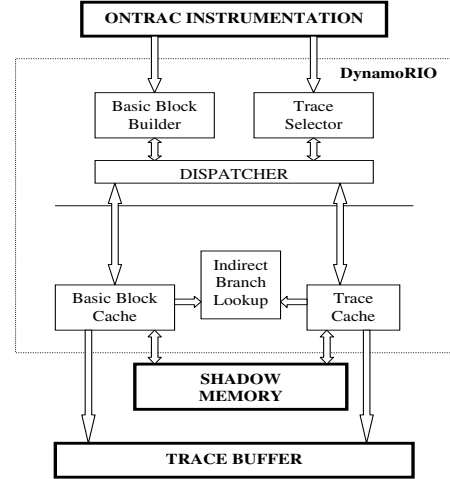 ONTRAC INSTRUMENTATION
DynamoRIO
Basic Block
Builder
Trace
Selector
DISPATCHER
Indirect
Branch
Lookup
Basic Block
Cache
Trace
Cache
SHADOW
MEMORY
TRACE BUFFER